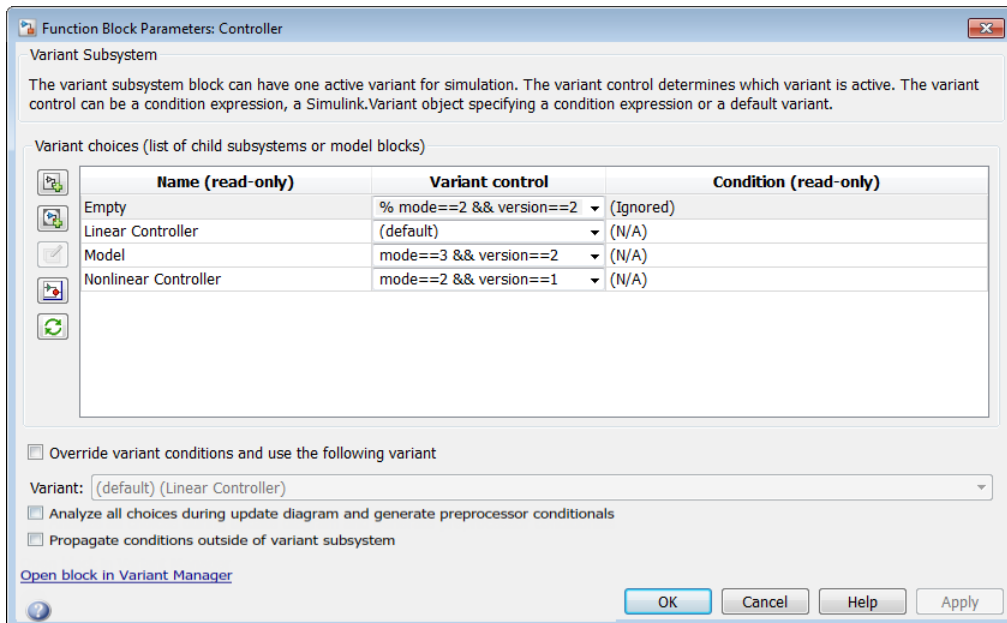 Function Block Parameters: Controller
Variant Subsystem
The variant subsystem block can have one active variant for simulation. The variant control determines which variant is active. The variant
control can be a condition expression, a Simulink.Variant object specifying a condition expression or a default variant.
Variant choices (list of child subsystems or model blocks)
Name (read-only) Variant control Condition (read-only)
Empty % mode==2 && version==2 (Ignored)
Linear Controller (default) (N/A)
Model mode==3 && version==2 (N/A)
Nonlinear Controller mode==2 && version==1 (N/A)
Override variant conditions and use the following variant
Variant: (default) (Linear Controller)
Analyze all choices during update diagram and generate preprocessor conditionals
Propagate conditions outside of variant subsystem
Open block in Variant Manager
OK Cancel Help Apply